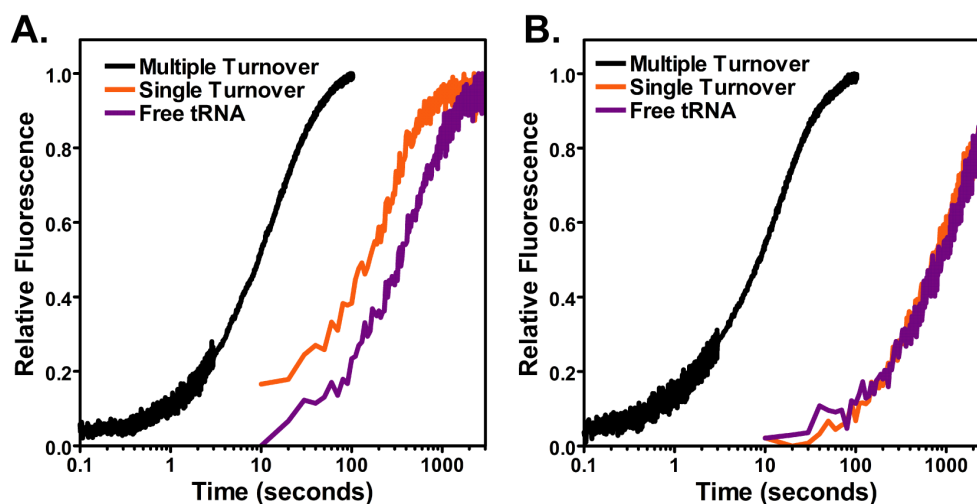 A.
Multiple Turnover
Single Turnover
Free tRNA
Relative Fluorescence
1.0
0.8
0.6
0.4
0.2
0.0
0.1
1
10
100
1000
Time (seconds)
B.
Multiple Turnover
Single Turnover
Free tRNA
Relative Fluorescence
1.0
0.8
0.6
0.4
0.2
0.0
0.1
1
10
100
1000
Time (seconds)